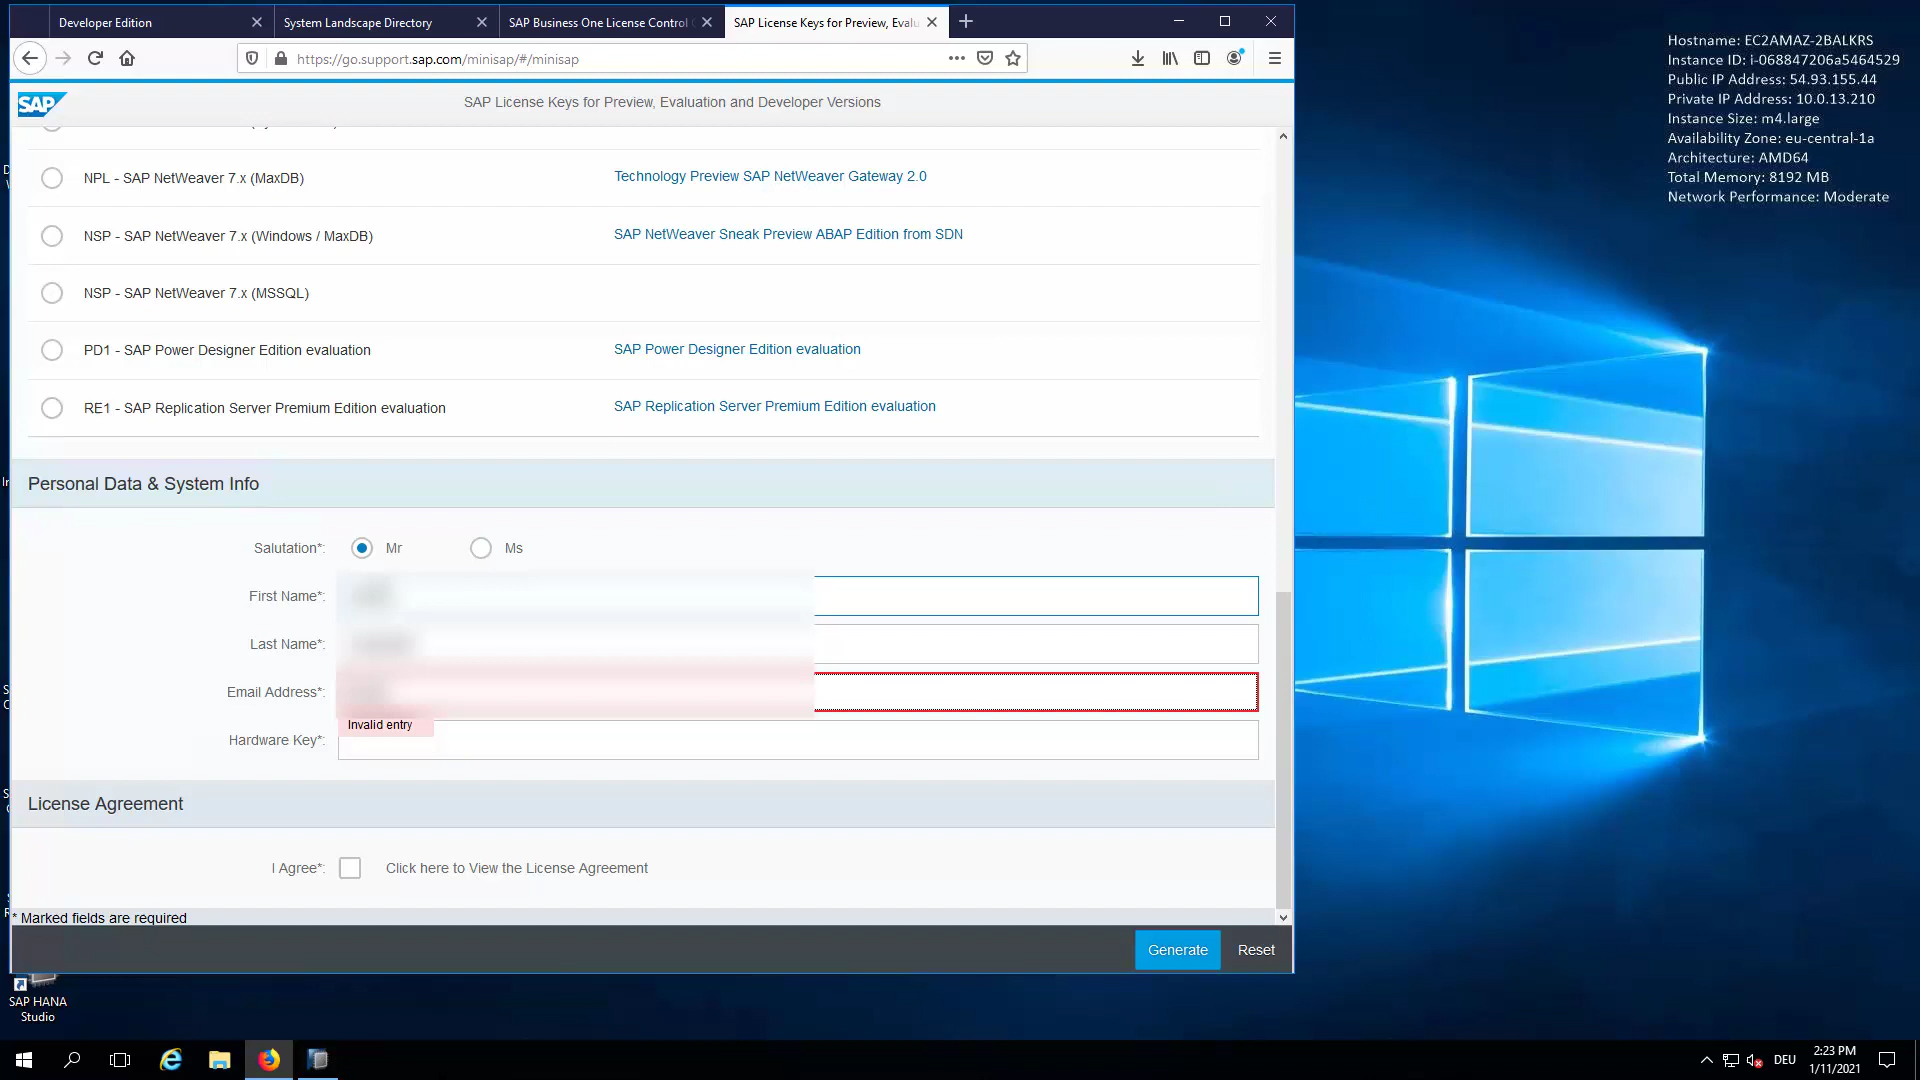 Developer Edition
System Landscape Directory
SAP Business One License Control
SAP License Keys for Preview, Evalu
Hostname: EC2AMAZ-2BALKRS
Instance ID: i-068847206a5464529
Public IP Address: 54.93.155.44
Private IP Address: 10.0.13.210
Instance Size: m4.large
Availability Zone: eu-central-1a
Architecture: AMD64
Total Memory: 8192 MB
Network Performance: Moderate
https://go.support.sap.com/minisap/#/minisap
SAP
SAP License Keys for Preview, Evaluation and Developer Versions
NPL - SAP NetWeaver 7.x (MaxDB)
Technology Preview SAP NetWeaver Gateway 2.0
NSP - SAP NetWeaver 7.x (Windows / MaxDB)
SAP NetWeaver Sneak Preview ABAP Edition from SDN
NSP - SAP NetWeaver 7.x (MSSQL)
PD1 - SAP Power Designer Edition evaluation
SAP Power Designer Edition evaluation
RE1 - SAP Replication Server Premium Edition evaluation
SAP Replication Server Premium Edition evaluation
Personal Data & System Info
Salutation*:
Mr
Ms
First Name*:
Last Name*:
Email Address*:
Invalid entry
Hardware Key*:
License Agreement
I Agree*:
Click here to View the License Agreement
* Marked fields are required
Generate
Reset
SAP HANA
Studio
DEU
2:23 PM
1/11/2021